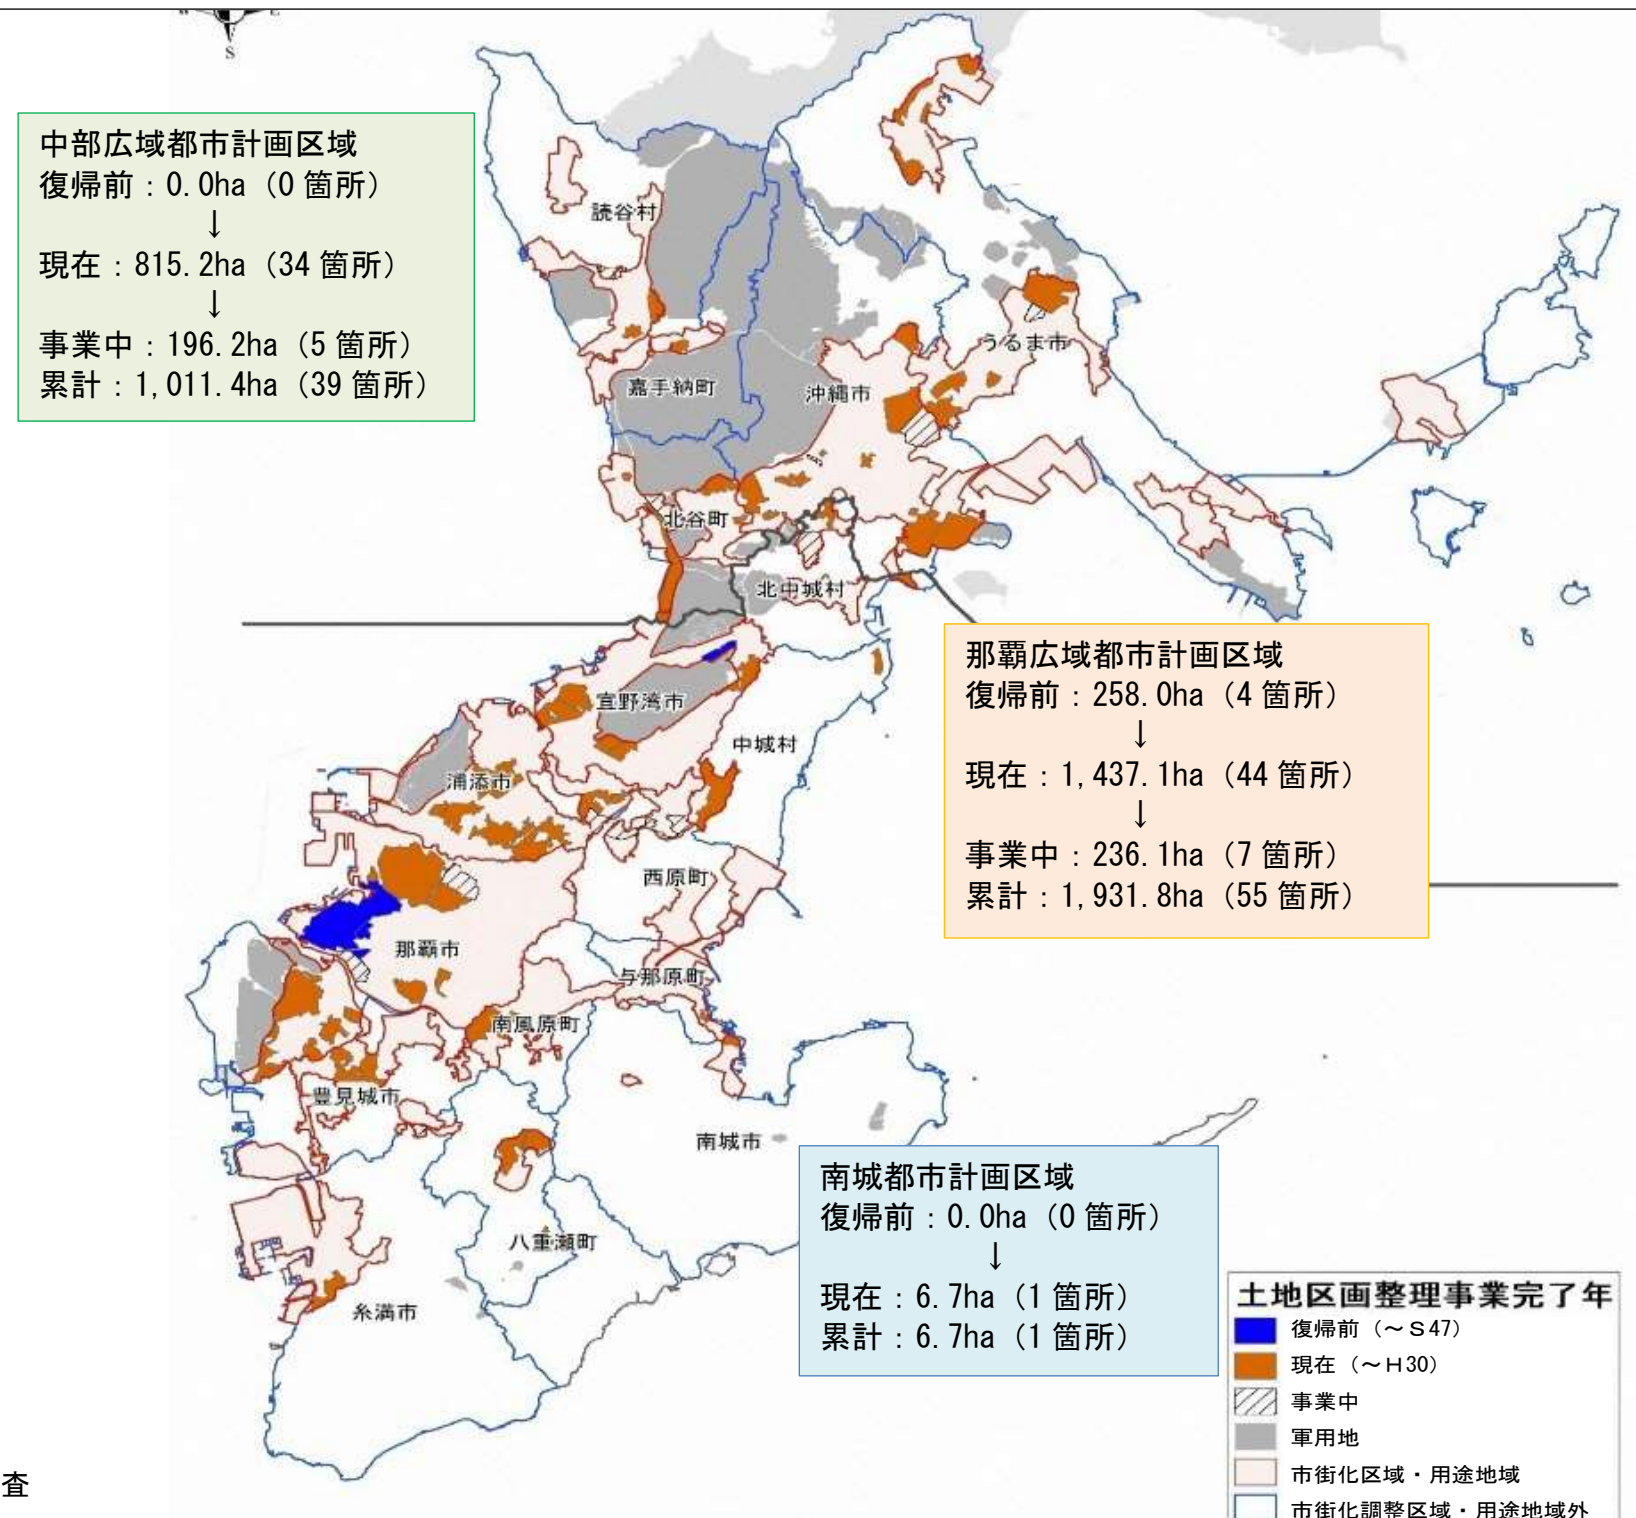 S
中部広域都市計画区域
復帰前：0.0ha（0箇所）
↓
現在：815.2ha（34箇所）
↓
事業中：196.2ha（5箇所）
累計：1,011.4ha（39箇所）
読谷村
うるま市
嘉手納町
沖縄市
北谷町
北中城村
那覇広域都市計画区域
復帰前：258.0ha（4箇所）
↓
現在：1,437.1ha（44箇所）
↓
事業中：236.1ha（7箇所）
累計：1,931.8ha（55箇所）
宜野湾市
中城村
浦添市
西原町
那覇市
与那原町
南風原町
豊見城市
南城市
南城都市計画区域
復帰前：0.0ha（0箇所）
↓
現在：6.7ha（1箇所）
累計：6.7ha（1箇所）
八重瀬町
糸満市
土地区画整理事業完了年
復帰前（～S47）
現在（～H30）
事業中
軍用地
市街化区域・用途地域
市街化調整区域・用途地域外
査